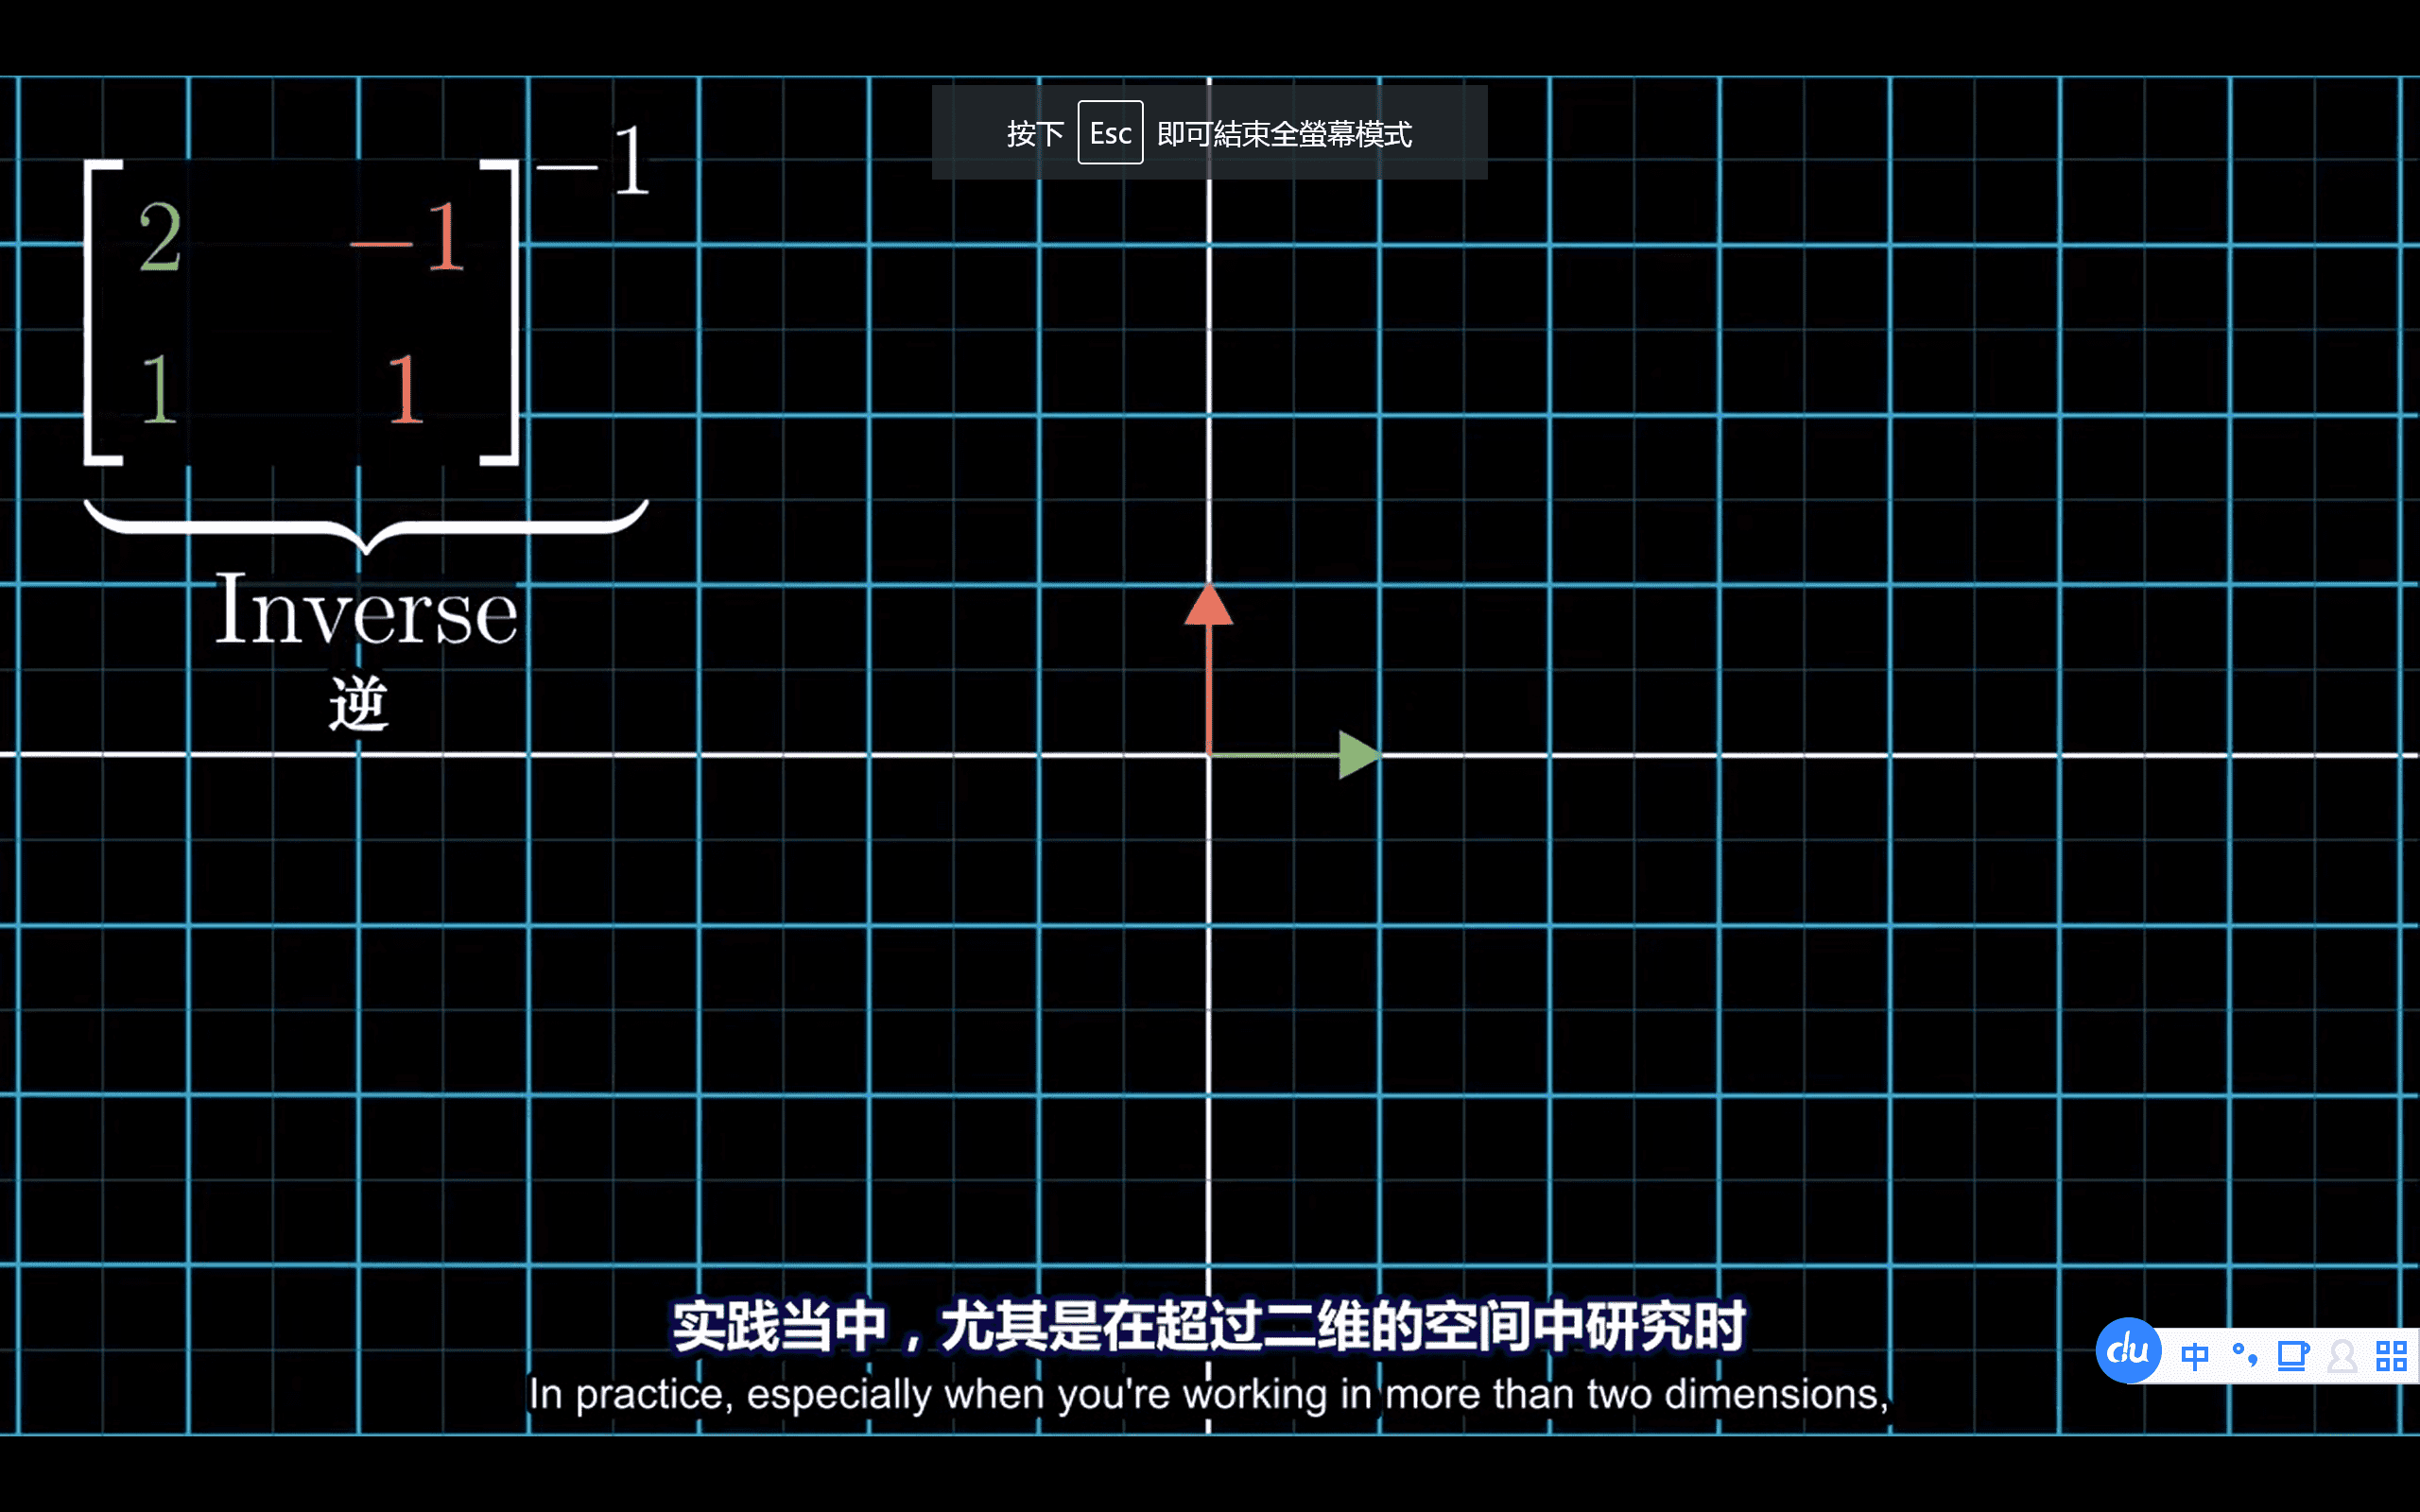 按下 Esc 即可結束全螢幕模式
−1
2 −1
1 1
Inverse
逆
实践当中，尤其是在超过二维的空间中研究时
In practice, especially when you're working in more than two dimensions,
du 中